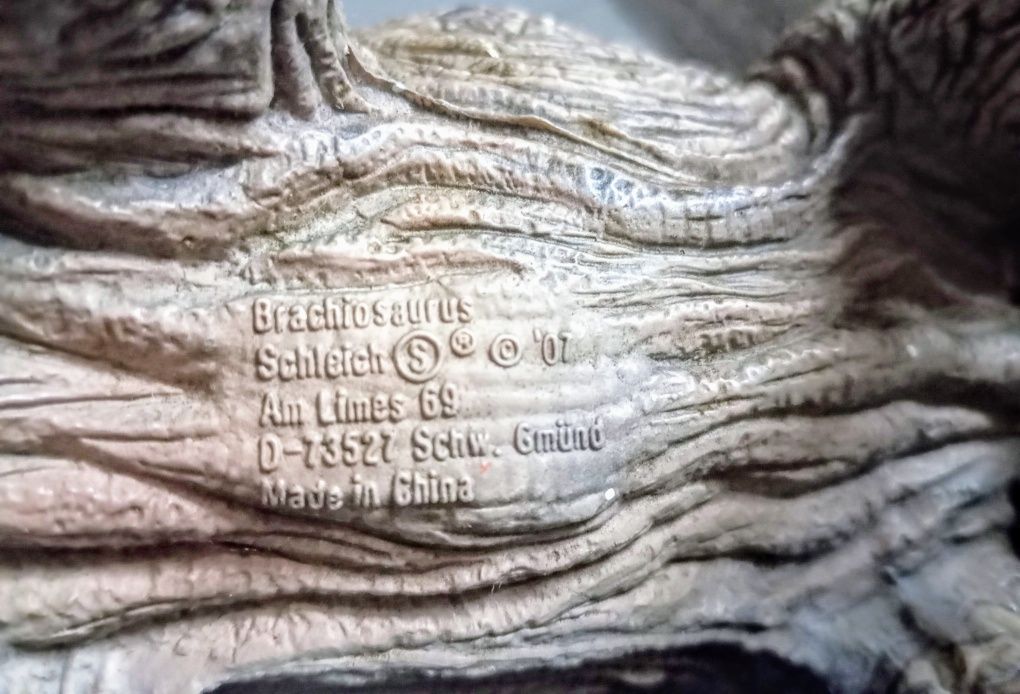 Brachiosaurus
Schleich Ⓢ ® © '07
Am Limes 69
D-73527 Schw. Gmünd
Made in China